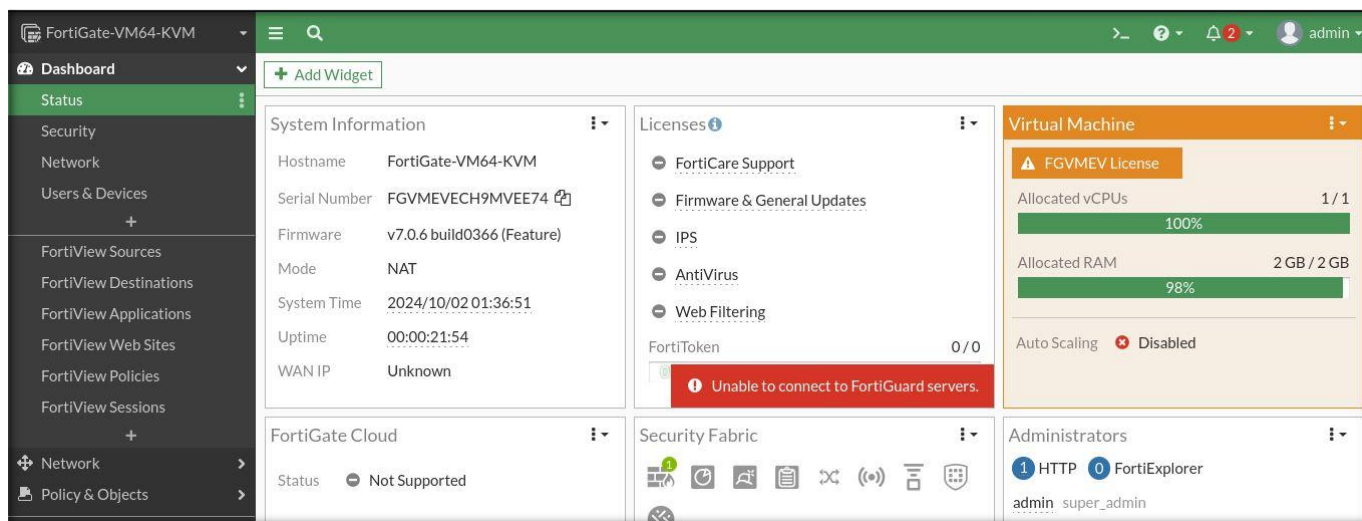 FortiGate-VM64-KVM
>_ ? 2 admin
Dashboard
Status
Security
Network
Users & Devices
+
FortiView Sources
FortiView Destinations
FortiView Applications
FortiView Web Sites
FortiView Policies
FortiView Sessions
+
Network
Policy & Objects
+ Add Widget
System Information
Hostname FortiGate-VM64-KVM
Serial Number FGVMEVECH9MVEE74
Firmware v7.0.6 build0366 (Feature)
Mode NAT
System Time 2024/10/02 01:36:51
Uptime 00:00:21:54
WAN IP Unknown
Licenses
FortiCare Support
Firmware & General Updates
IPS
AntiVirus
Web Filtering
FortiToken 0/0
Unable to connect to FortiGuard servers.
Virtual Machine
FGVMEV License
Allocated vCPUs 1/1
100%
Allocated RAM 2 GB/2 GB
98%
Auto Scaling Disabled
FortiGate Cloud
Status Not Supported
Security Fabric
1
Administrators
1 HTTP 0 FortiExplorer
admin super_admin